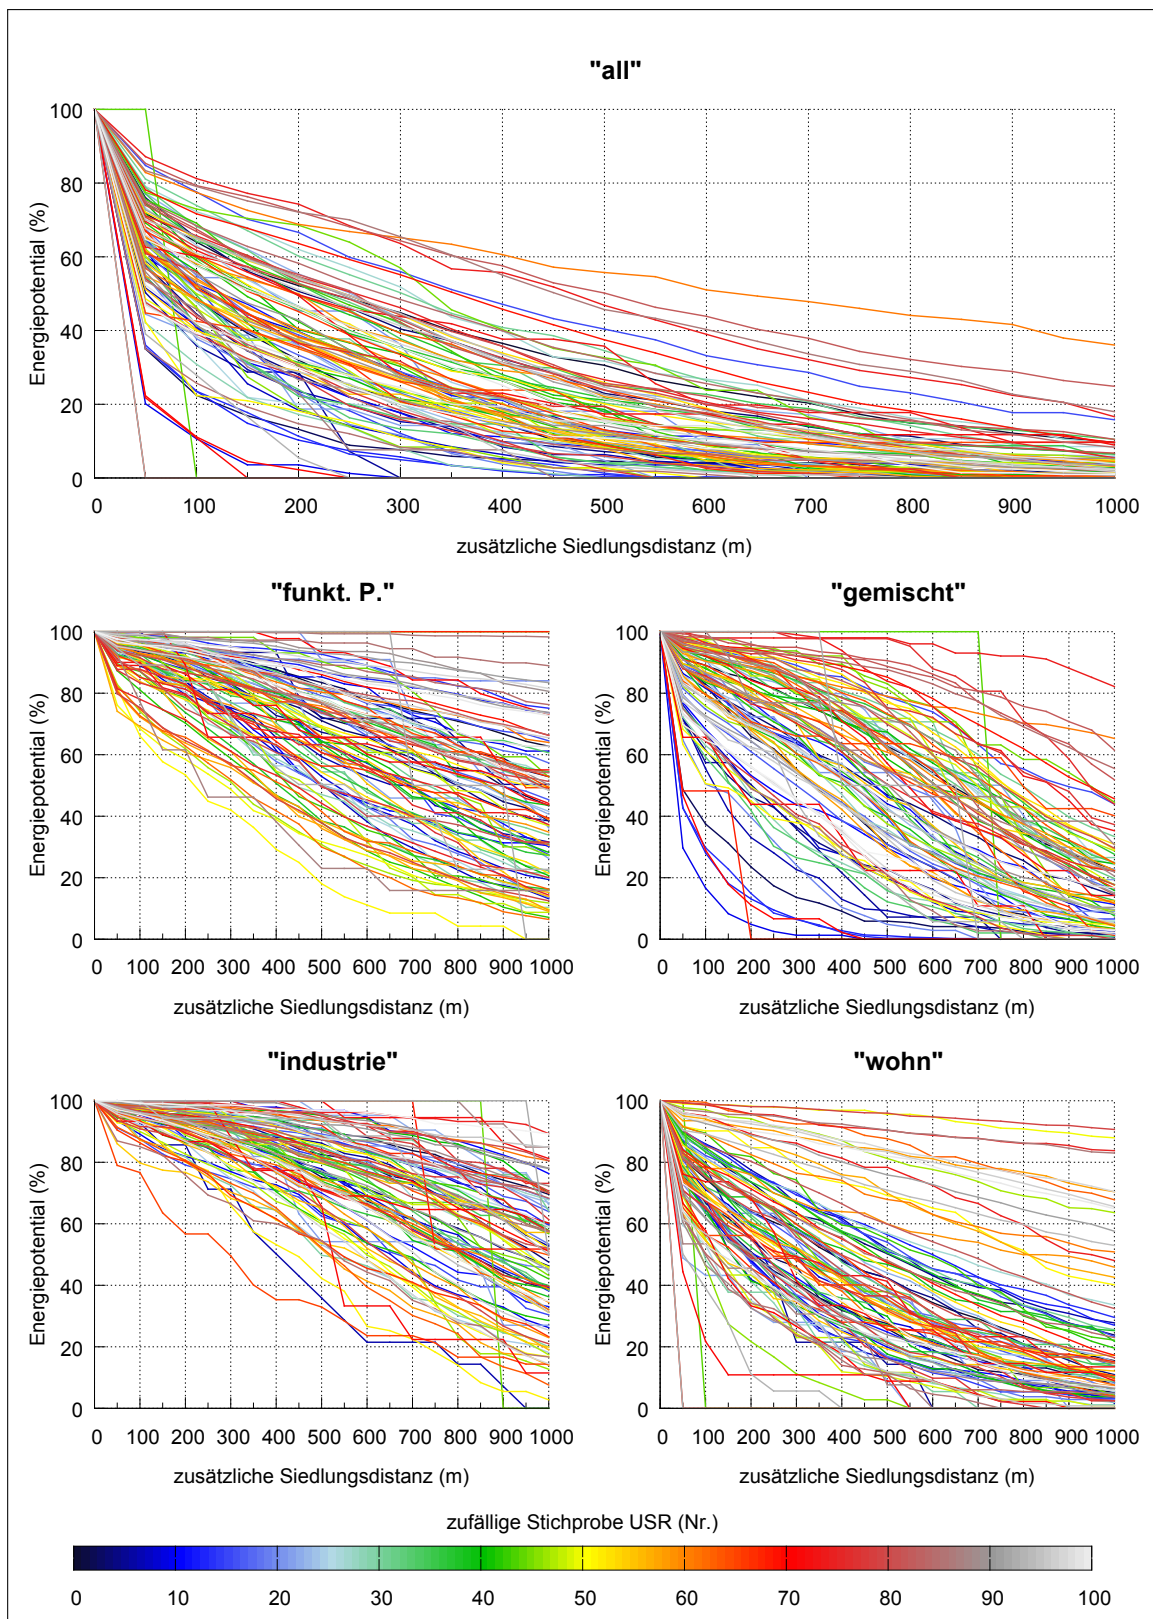 "all"
100
80
60
40
20
0
Energiepotential (%)
0 100 200 300 400 500 600 700 800 900 1000
zusätzliche Siedlungsdistanz (m)
"funkt. P."
100
80
60
40
20
0
Energiepotential (%)
0 100 200 300 400 500 600 700 800 900 1000
zusätzliche Siedlungsdistanz (m)
"gemischt"
100
80
60
40
20
0
Energiepotential (%)
0 100 200 300 400 500 600 700 800 900 1000
zusätzliche Siedlungsdistanz (m)
"industrie"
100
80
60
40
20
0
Energiepotential (%)
0 100 200 300 400 500 600 700 800 900 1000
zusätzliche Siedlungsdistanz (m)
"wohn"
100
80
60
40
20
0
Energiepotential (%)
0 100 200 300 400 500 600 700 800 900 1000
zusätzliche Siedlungsdistanz (m)
zufällige Stichprobe USR (Nr.)
0 10 20 30 40 50 60 70 80 90 100